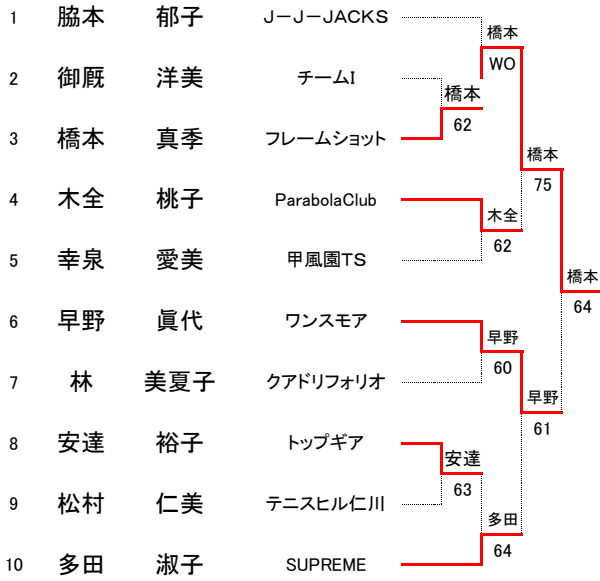 1 脇本 郁子 J－J－JACKS
橋本
WO
2 御厩 洋美 チームI
橋本
62
3 橋本 真季 フレームショット
橋本
75
4 木全 桃子 ParabolaClub
木全
62
5 幸泉 愛美 甲風園TS
橋本
64
6 早野 眞代 ワンスモア
早野
60
7 林 美夏子 クアドリフォリオ
早野
61
8 安達 裕子 トップギア
安達
63
9 松村 仁美 テニスヒル仁川
多田
64
10 多田 淑子 SUPREME